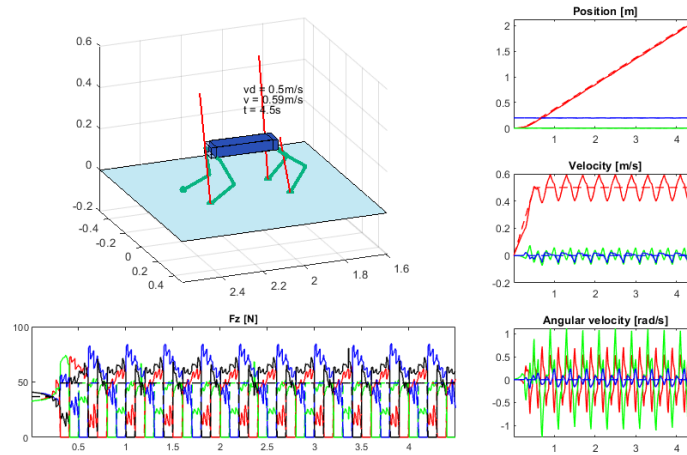 0.6
0.4
0.2
0
-0.2
-0.4
-0.2
0
0.2
0.4
2.4
2.2
2
1.8
1.6
vd = 0.5m/s
v = 0.59m/s
t = 4.5s
Position [m]
2
1.5
1
0.5
0
1 2 3 4
Velocity [m/s]
0.6
0.4
0.2
0
1 2 3 4
Fz [N]
100
50
0
0.5 1 1.5 2 2.5 3 3.5 4
Angular velocity [rad/s]
1
0.5
0
-0.5
-1
1 2 3 4